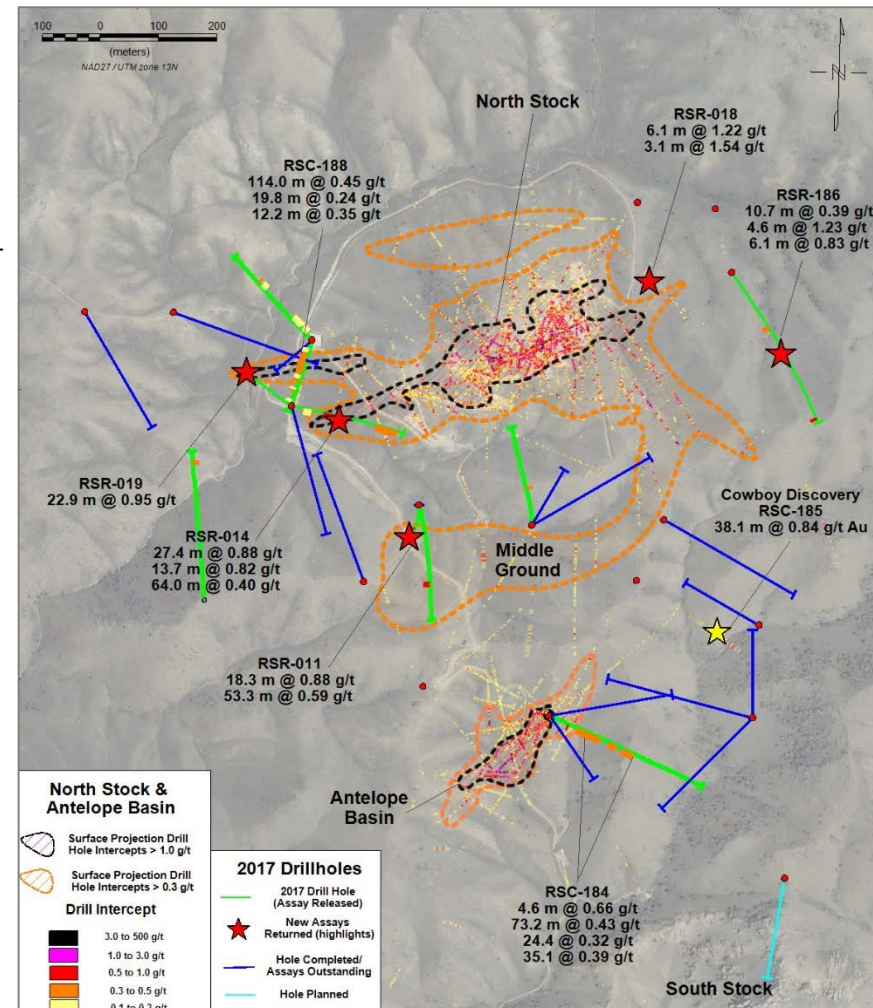 100 0 100 200
(meters)
NAD27 / UTM zone 13N
N
North Stock
RSR-018
6.1 m @ 1.22 g/t
3.1 m @ 1.54 g/t
RSC-188
114.0 m @ 0.45 g/t
19.8 m @ 0.24 g/t
12.2 m @ 0.35 g/t
RSR-186
10.7 m @ 0.39 g/t
4.6 m @ 1.23 g/t
6.1 m @ 0.83 g/t
RSR-019
22.9 m @ 0.95 g/t
Cowboy Discovery
RSC-185
38.1 m @ 0.84 g/t Au
RSR-014
27.4 m @ 0.88 g/t
13.7 m @ 0.82 g/t
64.0 m @ 0.40 g/t
Middle
Ground
RSR-011
18.3 m @ 0.88 g/t
53.3 m @ 0.59 g/t
Antelope
Basin
RSC-184
4.6 m @ 0.66 g/t
73.2 m @ 0.43 g/t
24.4 @ 0.32 g/t
35.1 @ 0.39 g/t
South Stock
North Stock &
Antelope Basin
Surface Projection Drill
Hole Intercepts > 1.0 g/t
Surface Projection Drill
Hole Intercepts > 0.3 g/t
Drill Intercept
3.0 to 500 g/t
1.0 to 3.0 g/t
0.5 to 1.0 g/t
0.3 to 0.5 g/t
0.1 to 0.3 g/t
2017 Drillholes
2017 Drill Hole
(Assay Released)
New Assays
Returned (highlights)
Hole Completed/
Assays Outstanding
Hole Planned